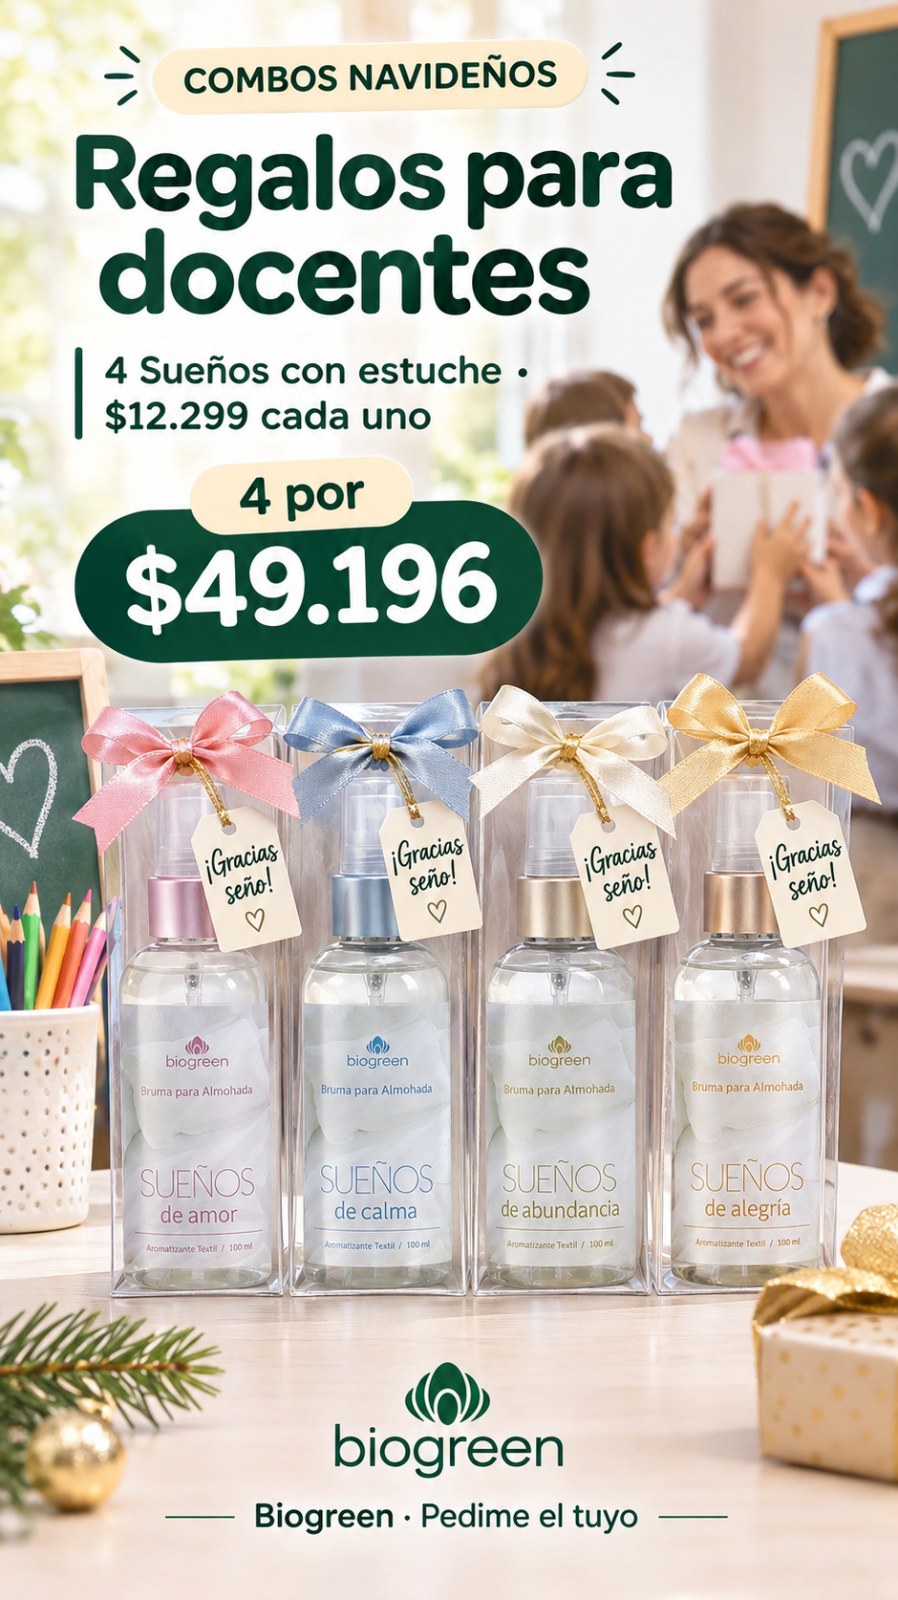 COMBOS NAVIDEÑOS
Regalos para
docentes
4 Sueños con estuche •
$12.299 cada uno
4 por
$49.196
¡Gracias
seño!
¡Gracias
seño!
¡Gracias
seño!
¡Gracias
seño!
biogreen
Bruma para Almohada
SUEÑOS
de amor
Aromatizante Textil / 100 ml
biogreen
Bruma para Almohada
SUEÑOS
de calma
Aromatizante Textil / 100 ml
biogreen
Bruma para Almohada
SUEÑOS
de abundancia
Aromatizante Textil / 100 ml
biogreen
Bruma para Almohada
SUEÑOS
de alegría
Aromatizante Textil / 100 ml
biogreen
Biogreen · Pedime el tuyo